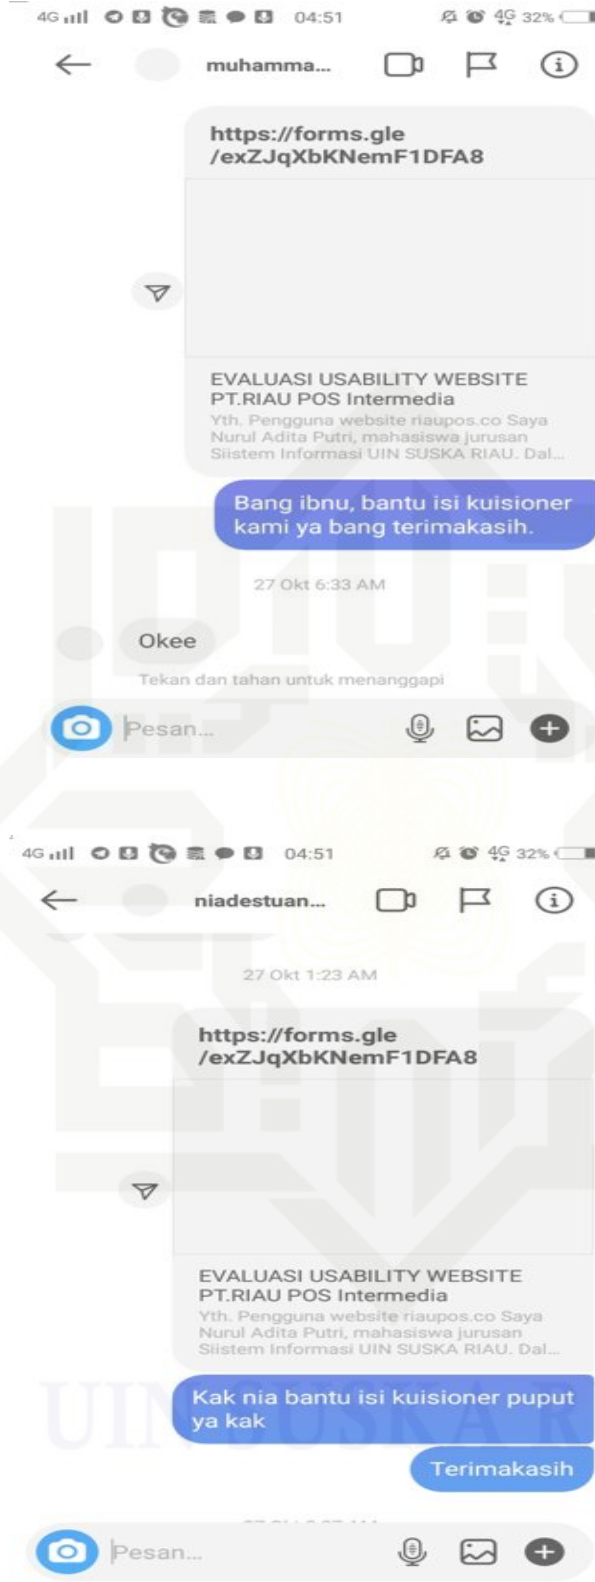 4G 04:51 4G 32%
muhamma...
https://forms.gle
/exZJqXbKNemF1DFA8
EVALUASI USABILITY WEBSITE
PT.RIAU POS Intermedia
Yth. Pengguna website riaupos.co Saya
Nurul Adita Putri, mahasiswa jurusan
Siistem Informasi UIN SUSKA RIAU. Dal...
Bang ibnu, bantu isi kuisioner
kami ya bang terimakasih.
27 Okt 6:33 AM
Okee
Tekan dan tahan untuk menanggapi
Pesan...
4G 04:51 4G 32%
niadestuan...
27 Okt 1:23 AM
https://forms.gle
/exZJqXbKNemF1DFA8
EVALUASI USABILITY WEBSITE
PT.RIAU POS Intermedia
Yth. Pengguna website riaupos.co Saya
Nurul Adita Putri, mahasiswa jurusan
Siistem Informasi UIN SUSKA RIAU. Dal...
Kak nia bantu isi kuisioner puput
ya kak
UIN SUSKA R
Terimakasih
Pesan...